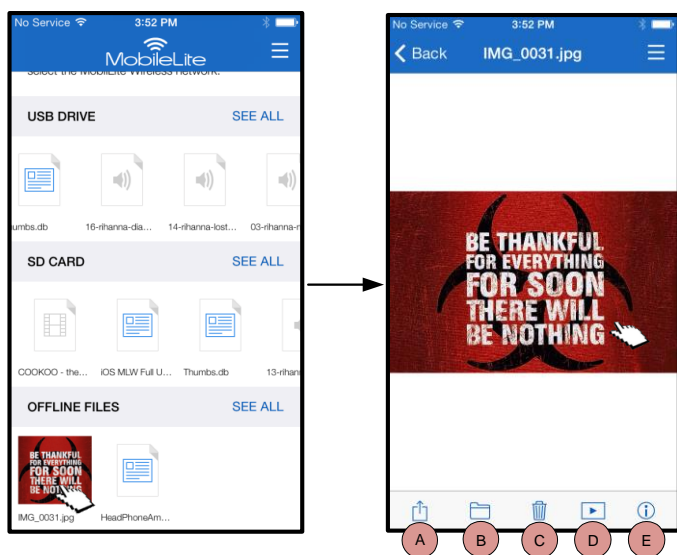 No Service 3:52 PM
MobileLite
select the MobiLite Wireless network.
USB DRIVE SEE ALL
umbs.db 16-rihanna-dia... 14-rihanna-lost... 03-rihanna-r
SD CARD SEE ALL
COOKOO - the... iOS MLW Full U... Thumbs.db 13-rihan
OFFLINE FILES SEE ALL
BE THANKFUL
FOR EVERYTHING
FOR SOON
THERE WILL
BE NOTHING
IMG_0031.jpg HeadPhoneAm...
No Service 3:52 PM
Back IMG_0031.jpg
BE THANKFUL
FOR EVERYTHING
FOR SOON
THERE WILL
BE NOTHING
A B C D E